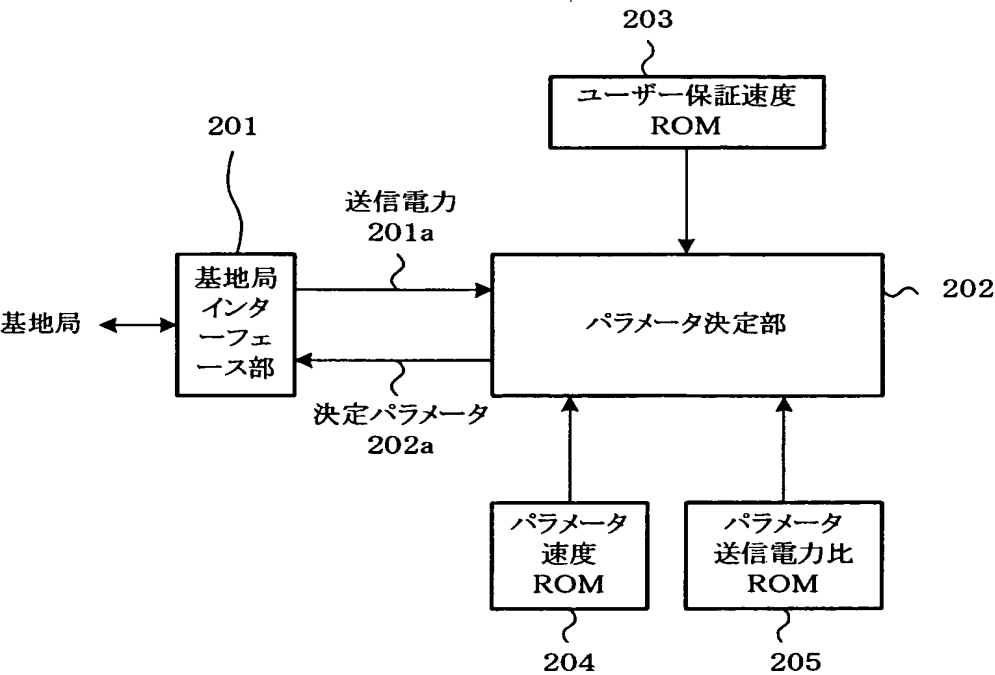 203
ユーザー保証速度
ROM
201
送信電力
201a
基地局
インター
ーフェ
ース部
基地局
パラメータ決定部
202
決定パラメータ
202a
パラメータ
速度
ROM
パラメータ
送信電力比
ROM
204
205